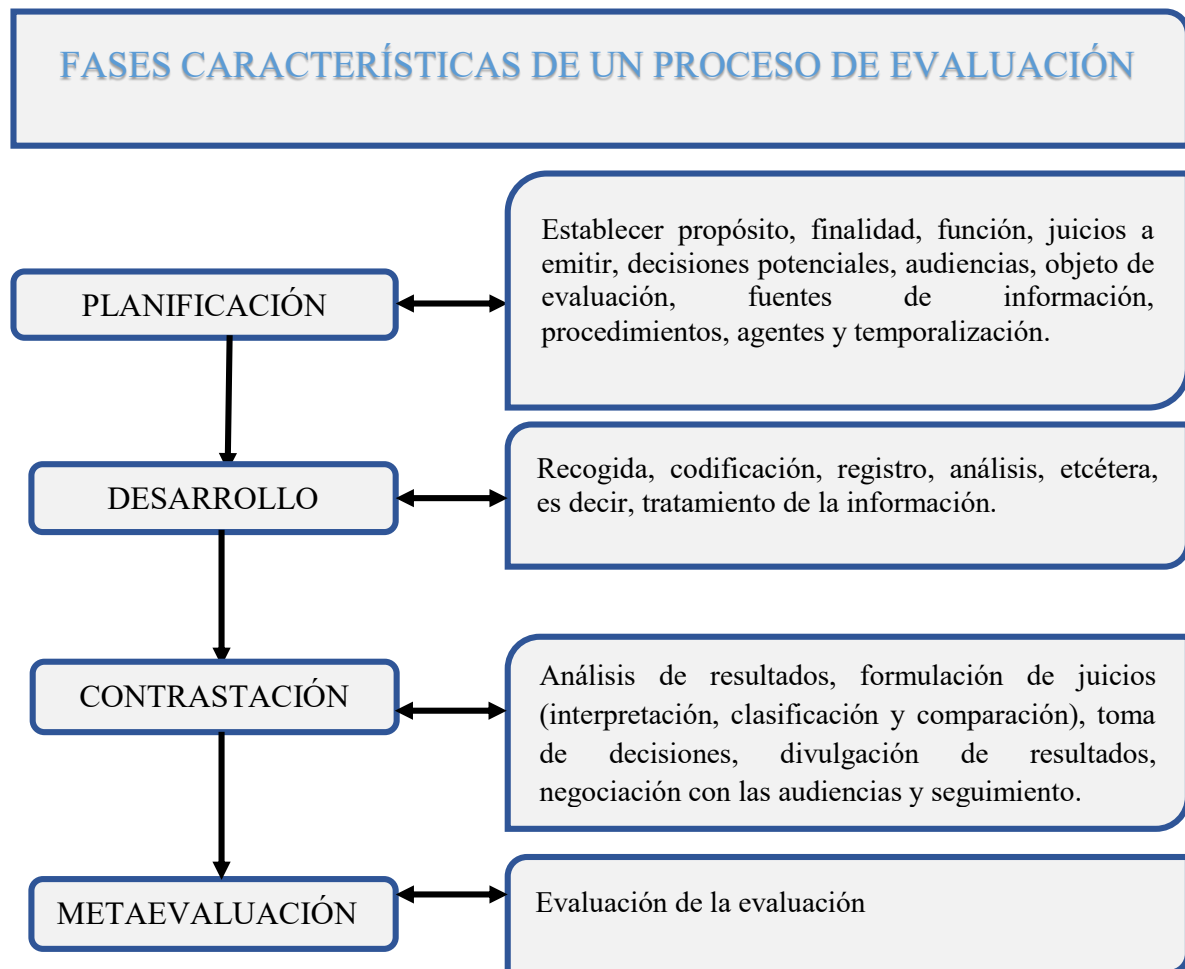 FASES CARACTERÍSTICAS DE UN PROCESO DE EVALUACIÓN
PLANIFICACIÓN
Establecer propósito, finalidad, función, juicios a
emitir, decisiones potenciales, audiencias, objeto de
evaluación, fuentes de información,
procedimientos, agentes y temporalización.
DESARROLLO
Recogida, codificación, registro, análisis, etcétera,
es decir, tratamiento de la información.
CONTRASTACIÓN
Análisis de resultados, formulación de juicios
(interpretación, clasificación y comparación), toma
de decisiones, divulgación de resultados,
negociación con las audiencias y seguimiento.
METAEVALUACIÓN
Evaluación de la evaluación